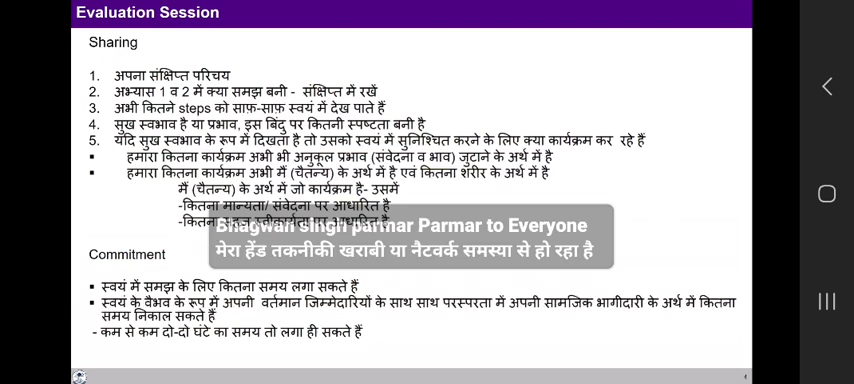 Evaluation Session
Sharing
1. अपना संक्षिप्त परिचय
2. अभ्यास 1 व 2 में क्या समझ बनी - संक्षिप्त में रखें
3. अभी कितने steps को साफ़-साफ़ स्वयं में देख पाते हैं
4. सुख स्वभाव है या प्रभाव, इस बिंदु पर कितनी स्पष्टता बनी है
5. यदि सुख स्वभाव के रूप में दिखता है तो उसको स्वयं में सुनिश्चित करने के लिए क्या कार्यक्रम कर रहे हैं
▪ हमारा कितना कार्यक्रम अभी भी अनुकूल प्रभाव (संवेदना व भाव) जुटाने के अर्थ में है
▪ हमारा कितना कार्यक्रम अभी मैं (चैतन्य) के अर्थ में है एवं कितना शरीर के अर्थ में है
मैं (चैतन्य) के अर्थ में जो कार्यक्रम है- उसमें
-कितना मान्यता/ संवेदना पर आधारित है
-कितना सहज स्वीकार्यता पर आधारित है
Bhagwan singh parmar Parmar to Everyone
मेरा हेंड तकनीकी खराबी या नैटवर्क समस्या से हो रहा है
Commitment
▪ स्वयं में समझ के लिए कितना समय लगा सकते हैं
▪ स्वयं के वैभव के रूप में अपनी वर्तमान जिम्मेदारियों के साथ साथ परस्परता में अपनी सामजिक भागीदारी के अर्थ में कितना
समय निकाल सकते हैं
- कम से कम दो-दो घंटे का समय तो लगा ही सकते हैं